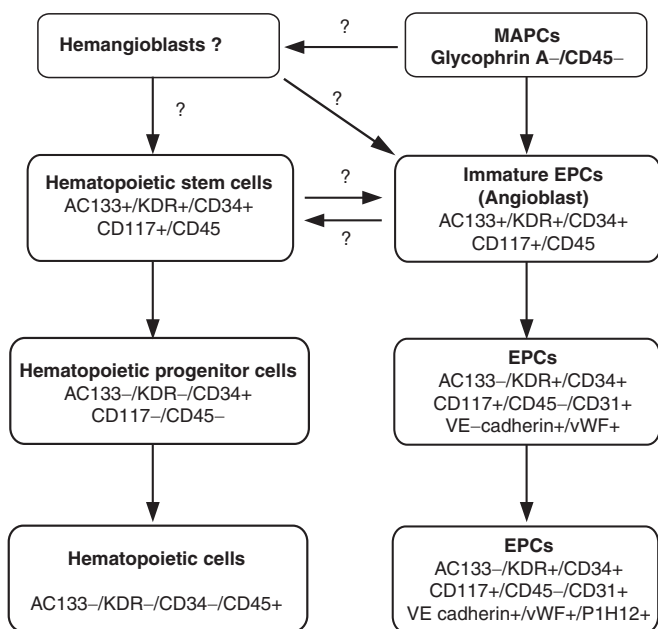 Hemangioblasts ?
?
MAPCs
Glycophrin A–/CD45–
?
?
Hematopoietic stem cells
AC133+/KDR+/CD34+
CD117+/CD45
?
?
Immature EPCs
(Angioblast)
AC133+/KDR+/CD34+
CD117+/CD45
Hematopoietic progenitor cells
AC133–/KDR–/CD34+
CD117–/CD45–
EPCs
AC133–/KDR+/CD34+
CD117+/CD45–/CD31+
VE–cadherin+/vWF+
Hematopoietic cells
AC133–/KDR–/CD34–/CD45+
EPCs
AC133–/KDR+/CD34+
CD117+/CD45–/CD31+
VE cadherin+/vWF+/P1H12+